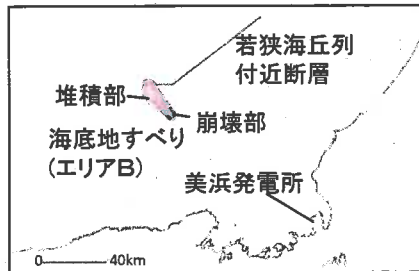 若狭海丘列
付近断層
堆積部
崩壊部
海底地すべり
(エリアB)
美浜発電所
0 40km